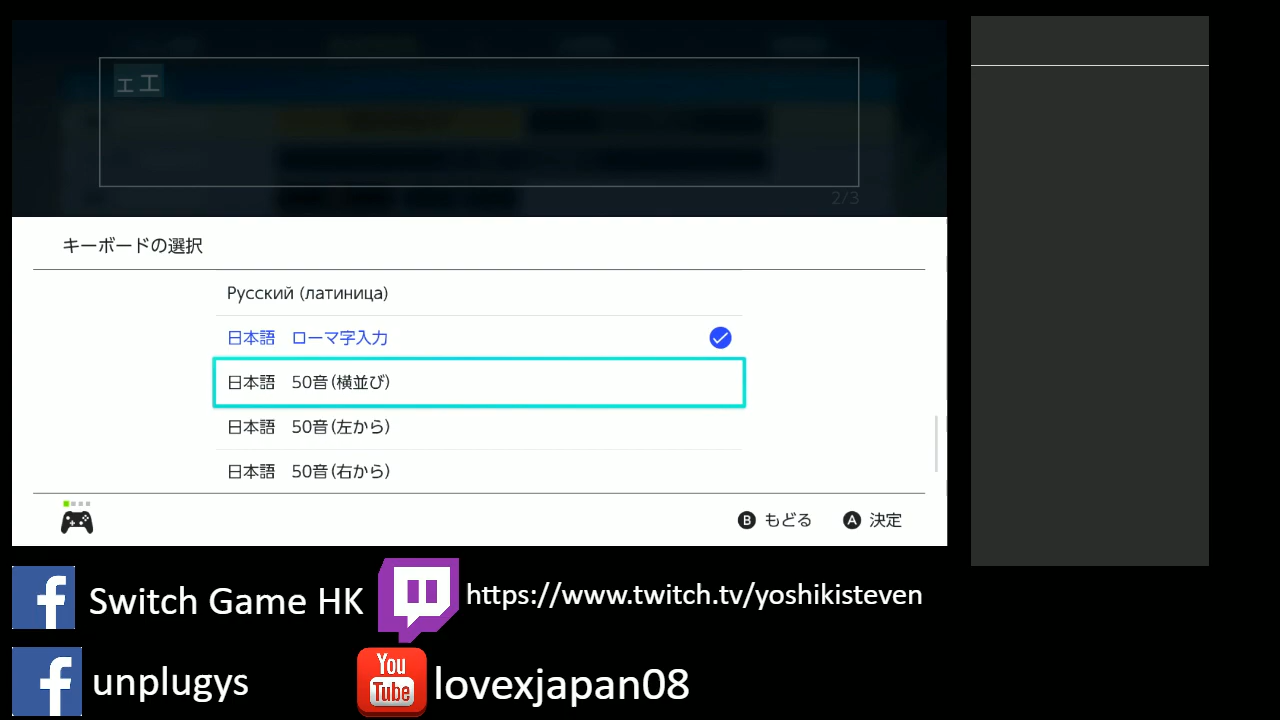 ェエ
2/3
キーボードの選択
Русский (латиница)
日本語 ローマ字入力
日本語 50音(横並び)
日本語 50音(左から)
日本語 50音(右から)
B もどる A 決定
f Switch Game HK https://www.twitch.tv/yoshikisteven
f unplugys You Tube lovexjapan08